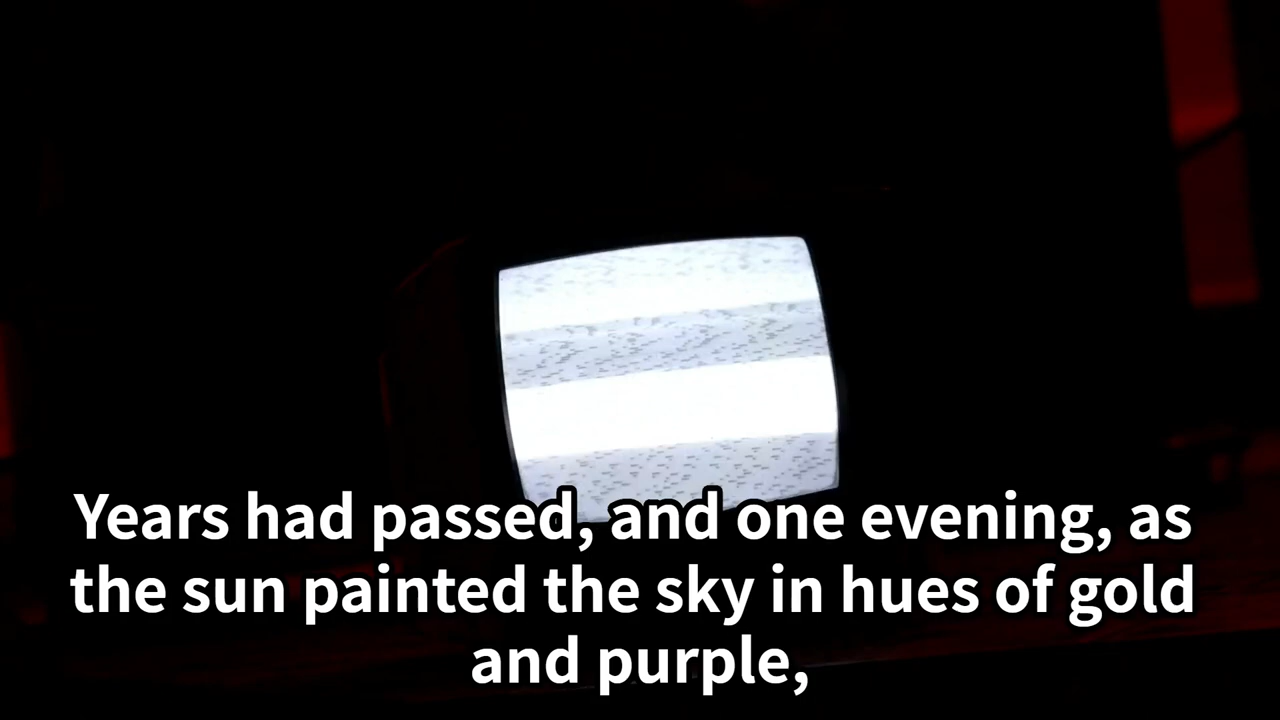 Years had passed, and one evening, as
the sun painted the sky in hues of gold
and purple,